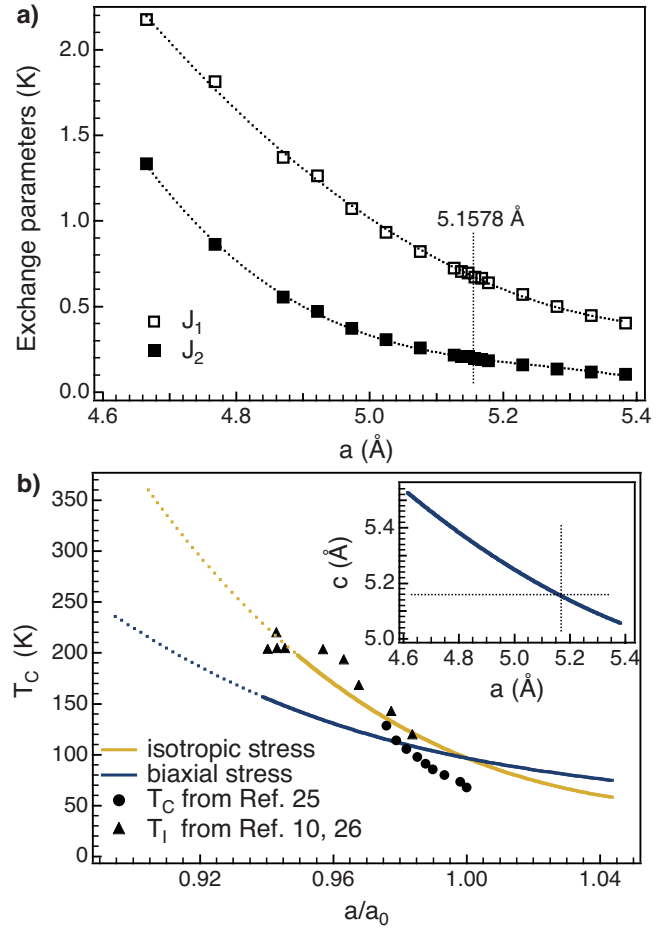 a)
2.0
1.5
1.0
0.5
0.0
Exchange parameters (K)
5.1578 Å
J1
J2
4.6 4.8 5.0 5.2 5.4
a (Å)
b)
350
300
250
200
150
100
50
0
TC (K)
5.4
5.2
5.0
c (Å)
4.6 4.8 5.0 5.2 5.4
a (Å)
isotropic stress
biaxial stress
TC from Ref. 25
TI from Ref. 10, 26
0.92 0.96 1.00 1.04
a/a0